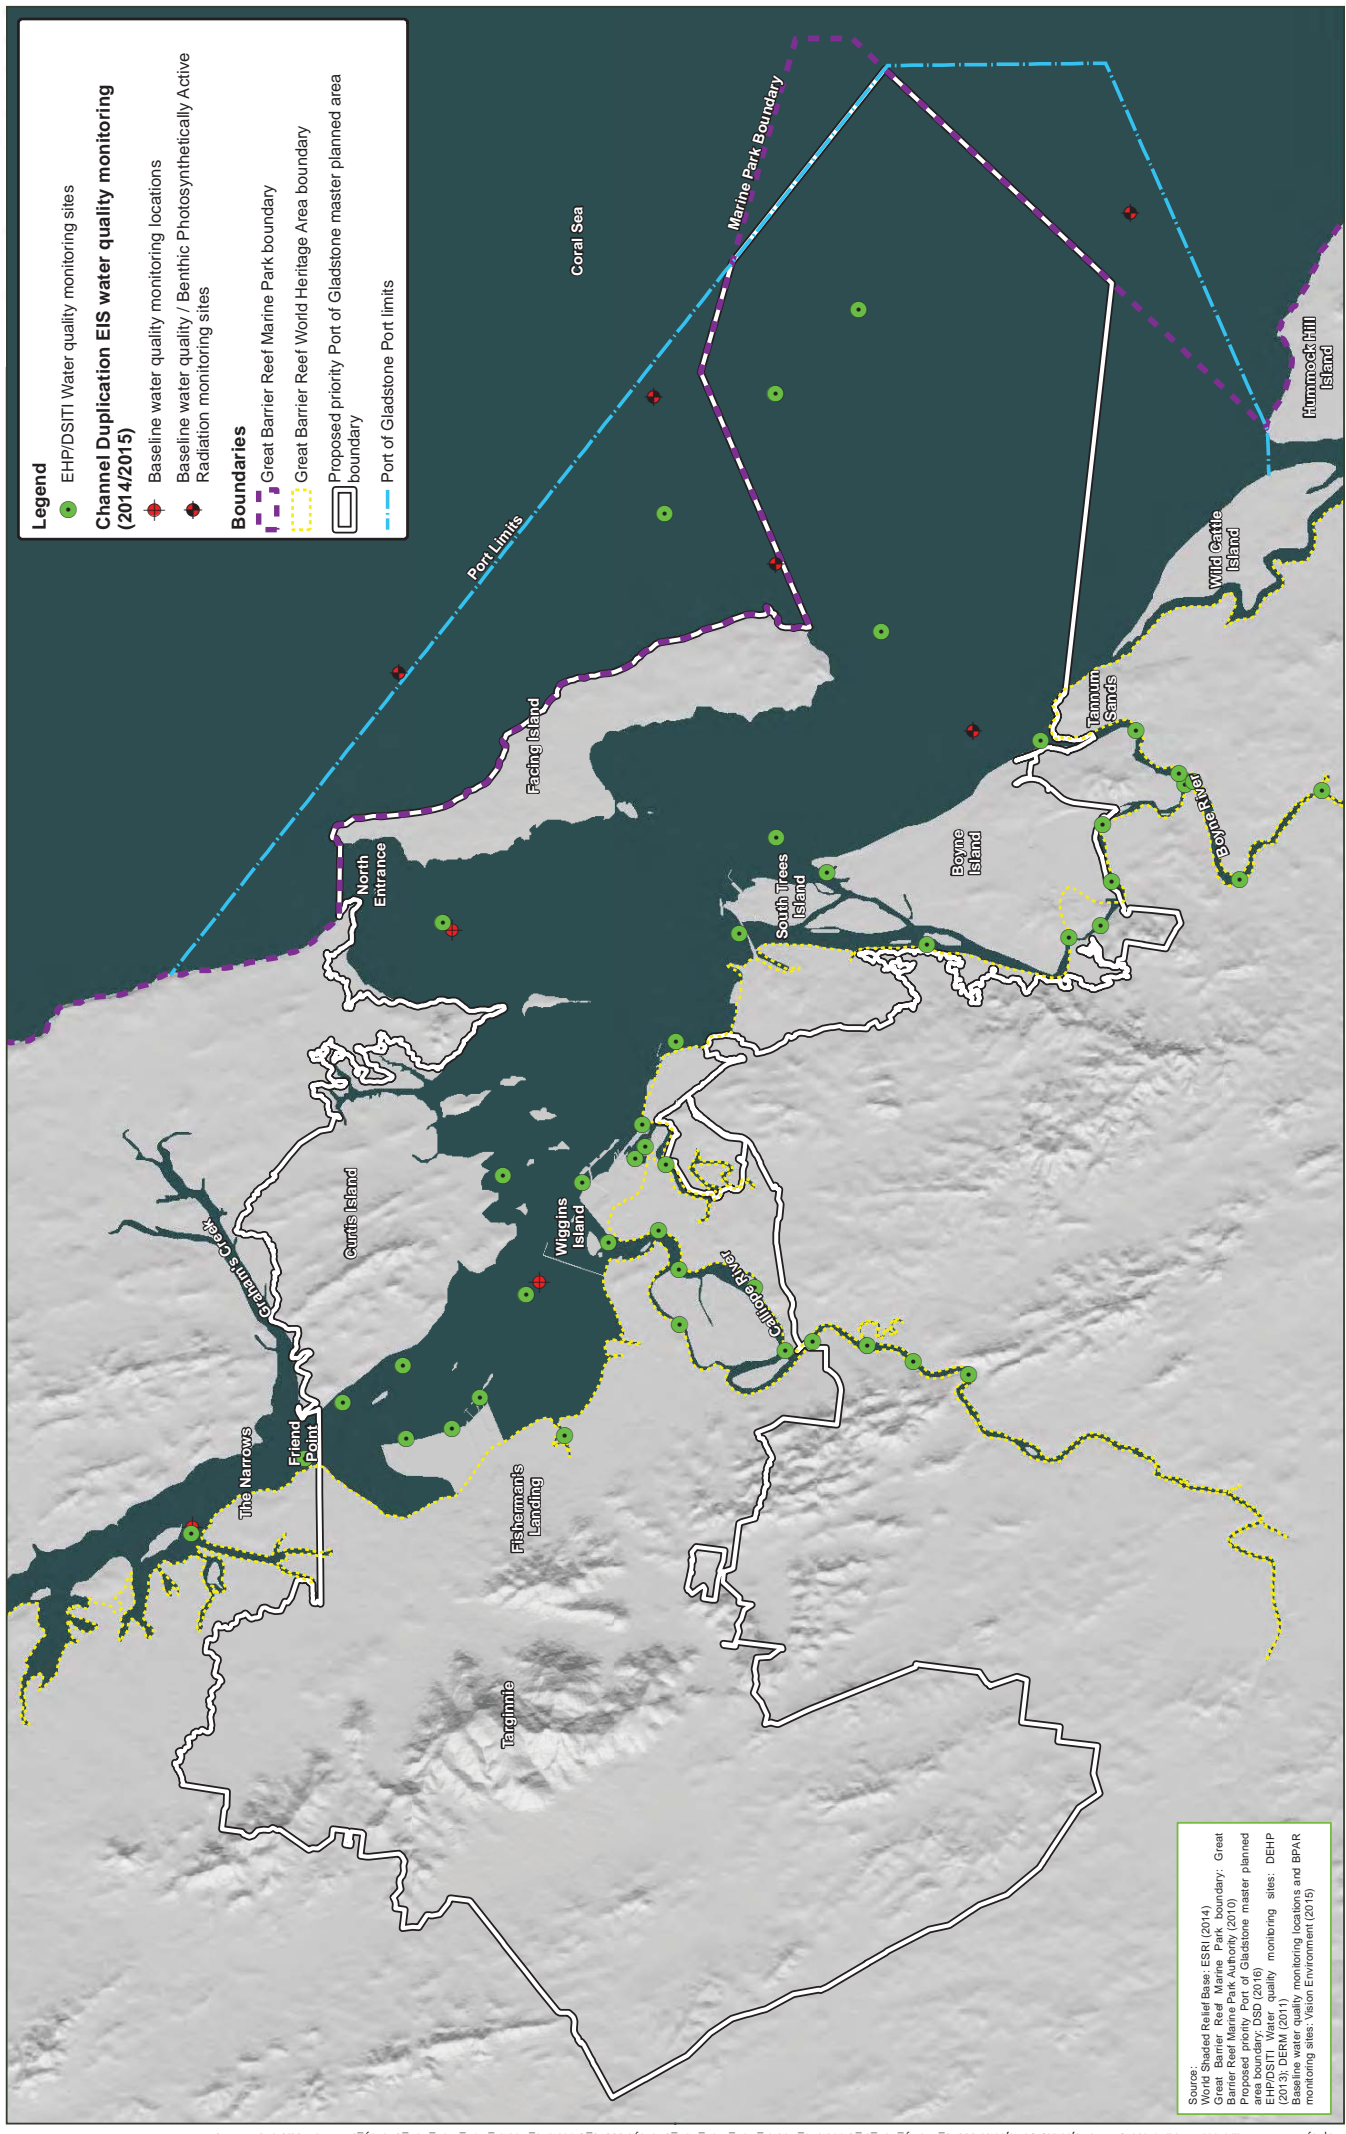 Legend
EHP/DSITI Water quality monitoring sites
Channel Duplication EIS water quality monitoring
(2014/2015)
Baseline water quality monitoring locations
Baseline water quality / Benthic Photosynthetically Active
Radiation monitoring sites
Boundaries
Great Barrier Reef Marine Park boundary
Great Barrier Reef World Heritage Area boundary
Proposed priority Port of Gladstone master planned area
boundary
Port of Gladstone Port limits
The Narrows
Graham's Creek
Friend
Point
Curtis Island
North
Entrance
Port Limits
Coral Sea
Marine Park Boundary
Facing Island
Targinnie
Fisherman's
Landing
Wiggins
Island
Calliope River
South Trees
Island
Boyne
Island
Tannum
Sands
Boyne River
Wild Cattle
Island
Hummock Hill
Island
Source:
World Shaded Relief Base: ESRI (2014)
Great Barrier Reef Marine Park boundary: Great
Barrier Reef Marine Park Authority (2010)
Proposed priority Port of Gladstone master planned
area boundary: DSD (2016)
EHP/DSITI Water quality monitoring sites: DEHP
(2013); DERM (2011)
Baseline water quality monitoring locations and BPAR
monitoring sites: Vision Environment (2015)